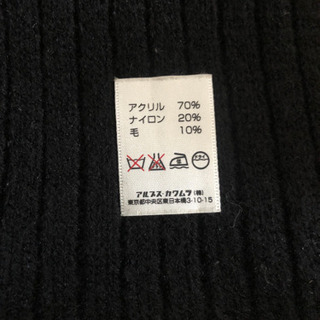 アクリル 70%
ナイロン 20%
毛 10%
アルプス・カワムラ(株)
東京都中央区東日本橋3-10-15